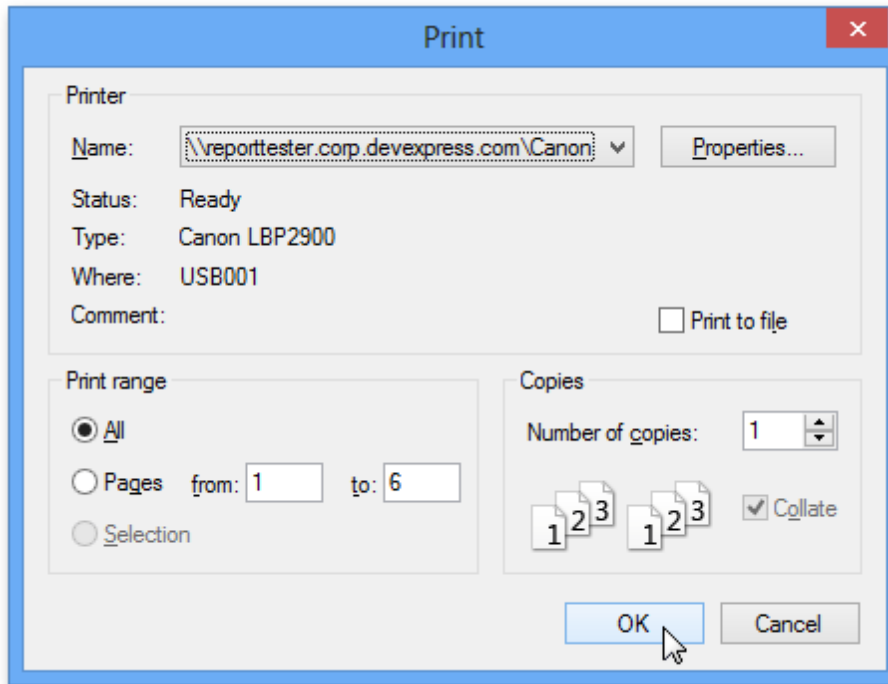 Print
Printer
Name: \\reporttester.corp.devexpress.com\Canon Properties...
Status: Ready
Type: Canon LBP2900
Where: USB001
Comment:
Print to file
Print range
All
Pages from: 1 to: 6
Selection
Copies
Number of copies: 1
1 2 3 1 2 3
Collate
OK Cancel